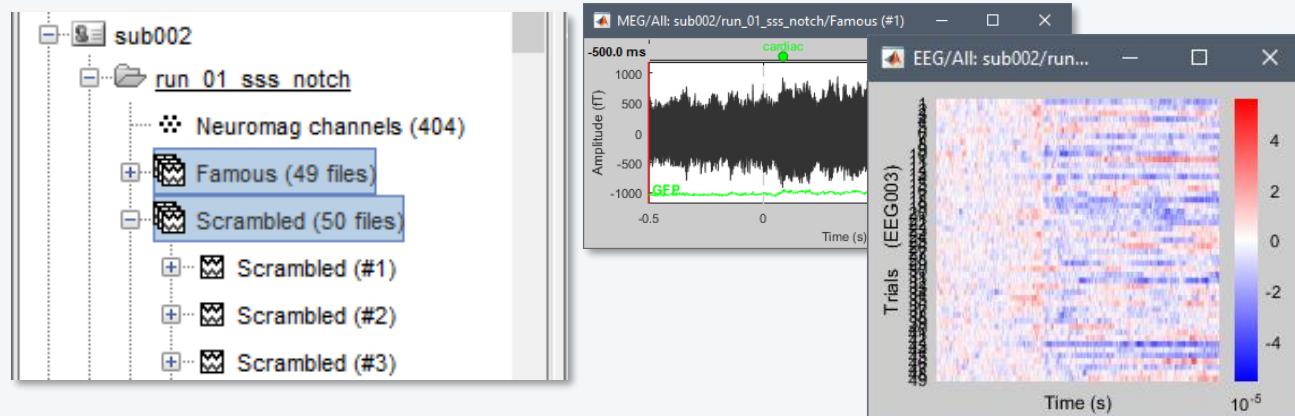 sub002
run_01_sss_notch
Neuromag channels (404)
Famous (49 files)
Scrambled (50 files)
Scrambled (#1)
Scrambled (#2)
Scrambled (#3)
MEG/All: sub002/run_01_sss_notch/Famous (#1)
-500.0 ms
cardiac
1000
500
0
-500
-1000
Amplitude (fT)
GFP
-0.5
0
Time (s)
EEG/All: sub002/run...
Trials (EEG003)
1
49
4
2
0
-2
-4
Time (s)
10-5